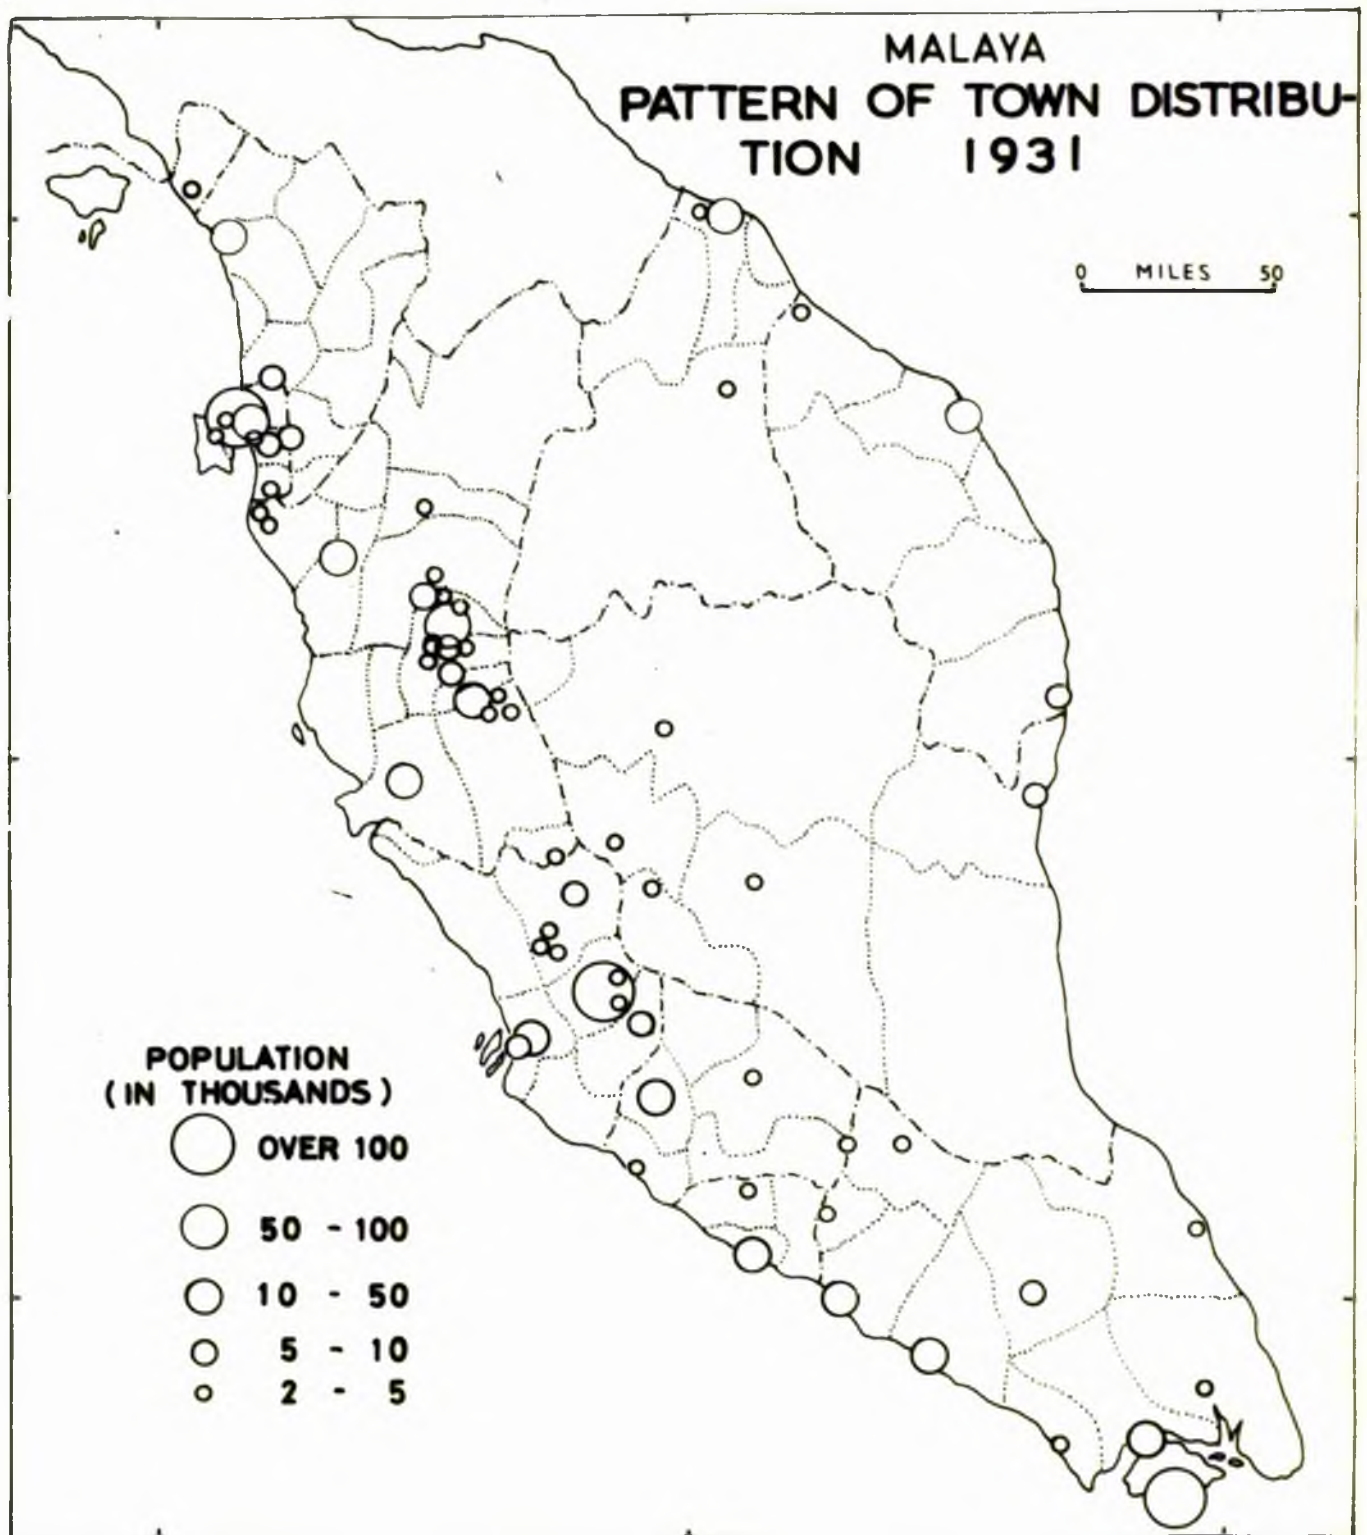 MALAYA
PATTERN OF TOWN DISTRIBU-
TION 1931
0 MILES 50
POPULATION
(IN THOUSANDS)
OVER 100
50 - 100
10 - 50
5 - 10
2 - 5